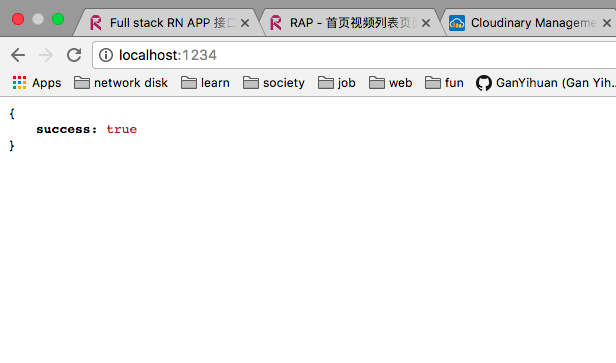 Full stack RN APP 接口
RAP - 首页视频列表页面
Cloudinary Manageme
localhost:1234
Apps
network disk
learn
society
job
web
fun
GanYihuan (Gan Yih..
{
success: true
}